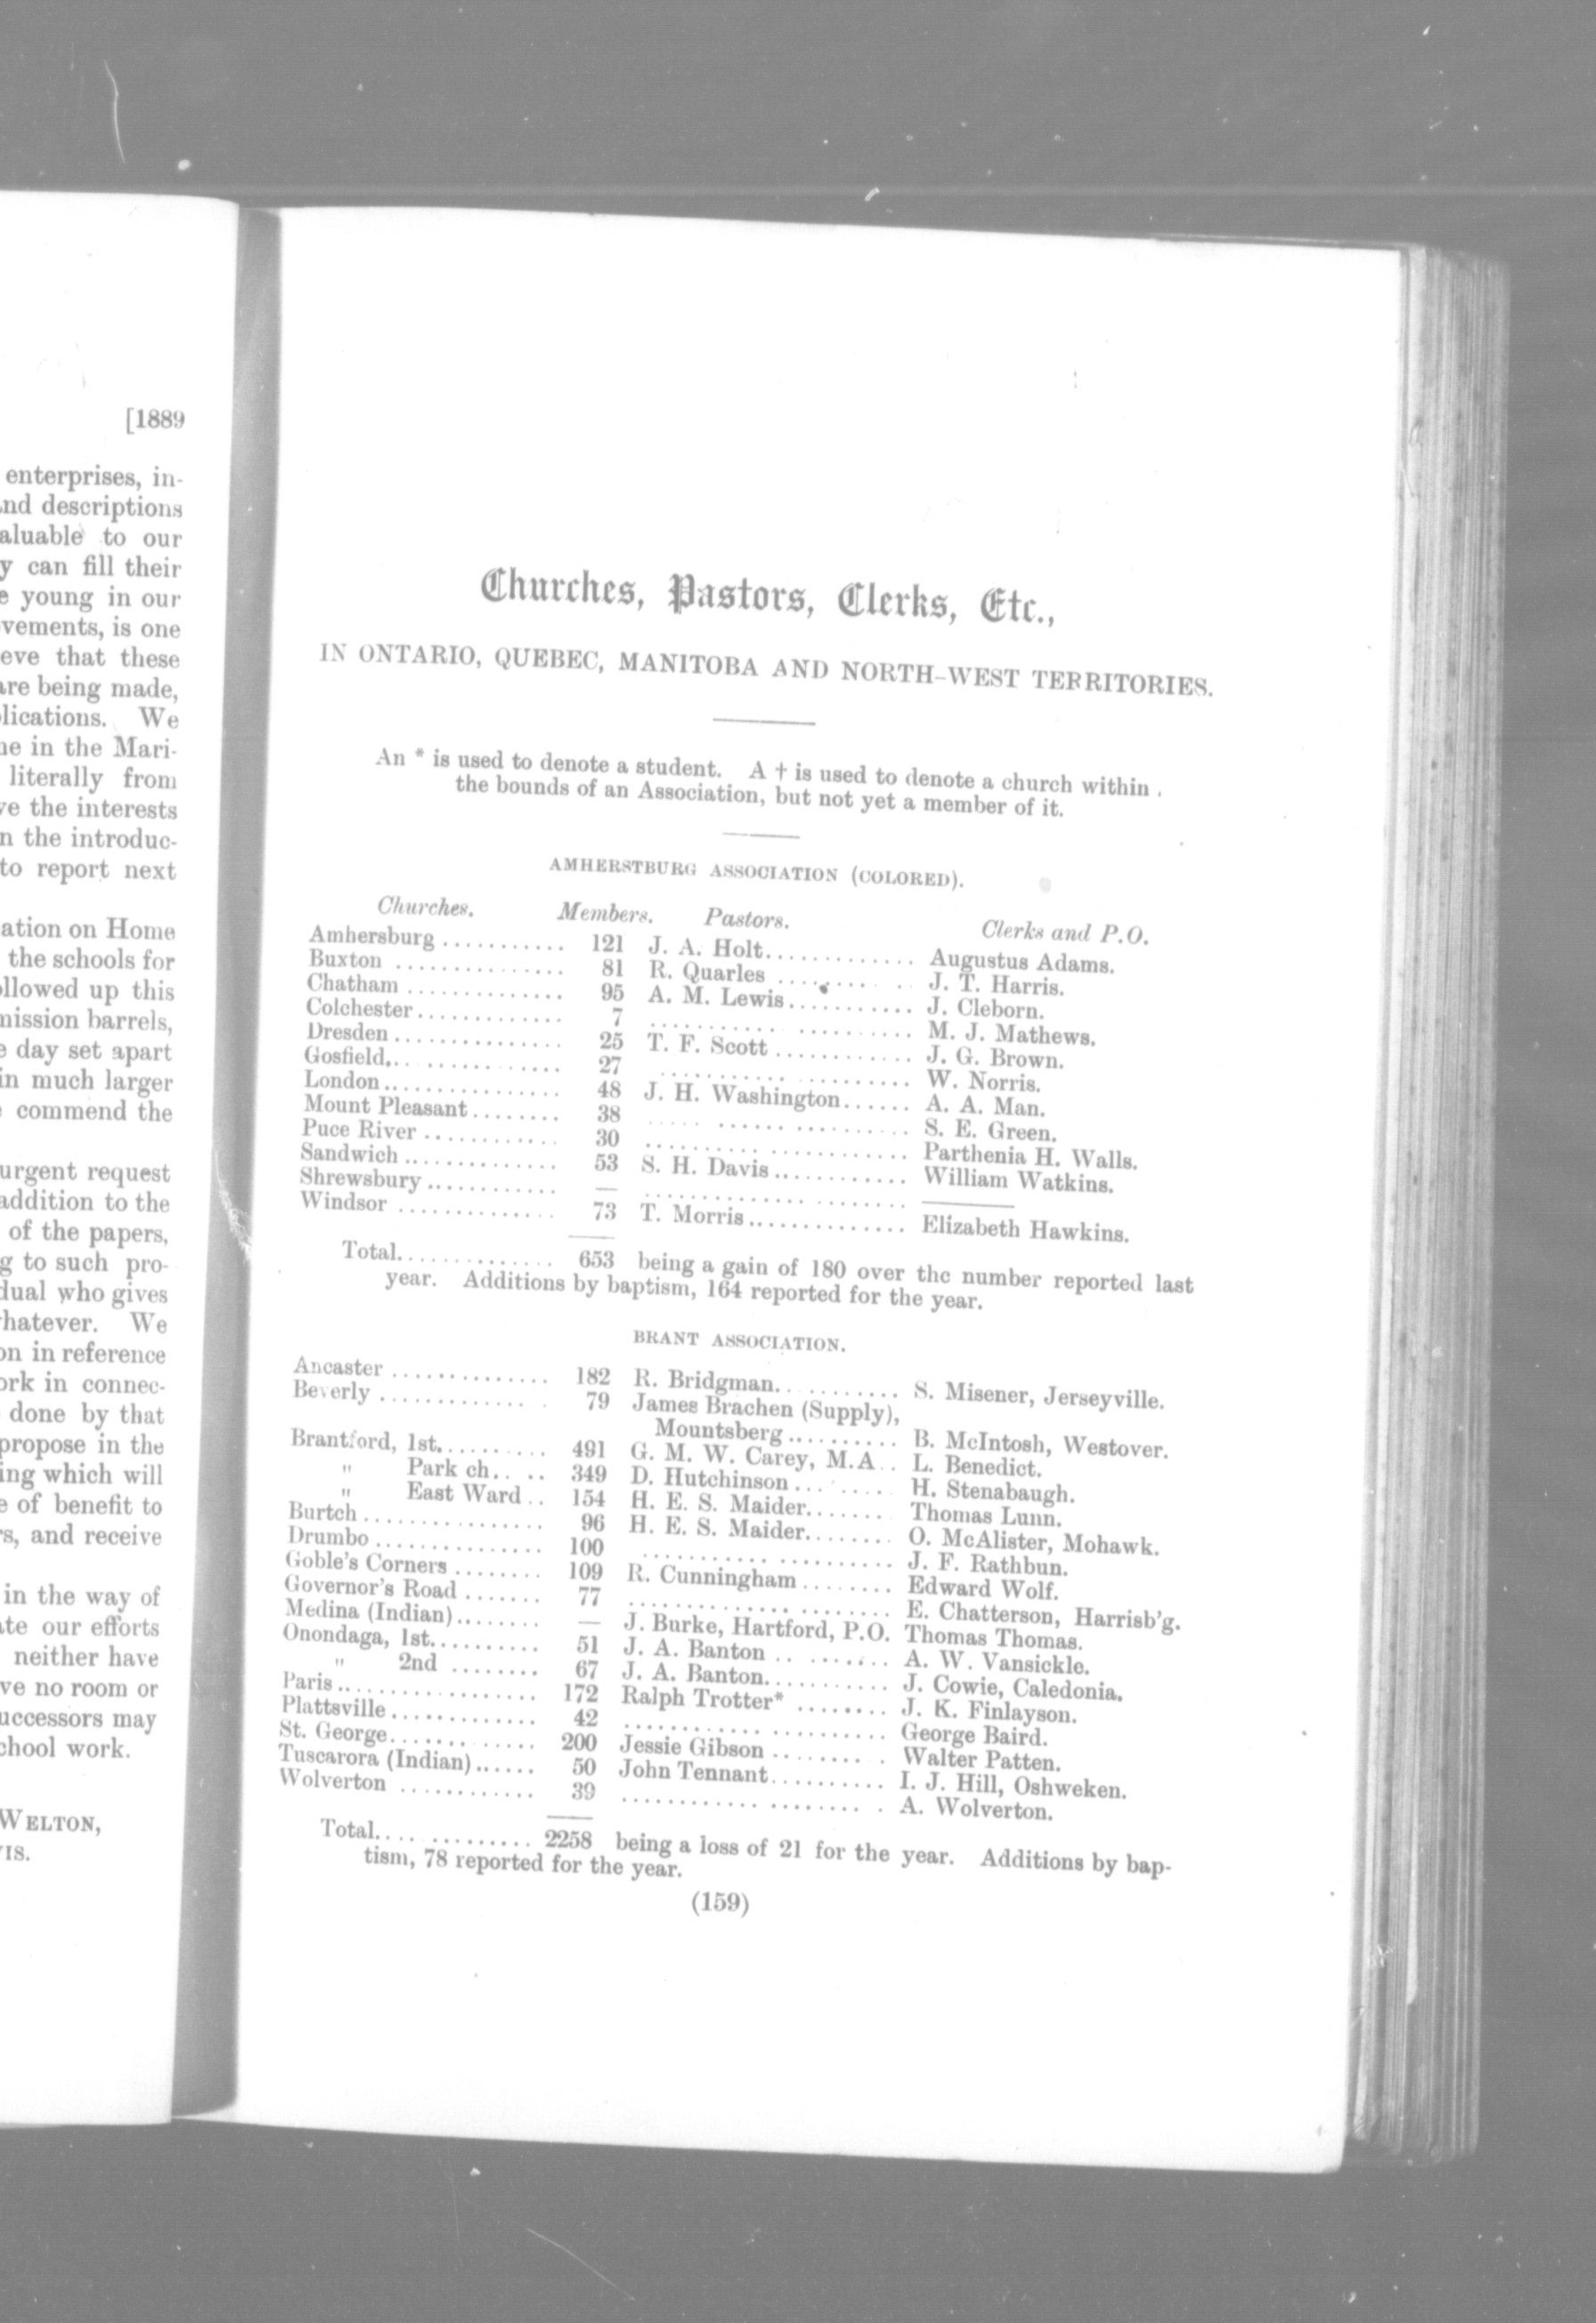 [1889
enterprises, in-
nd descriptions
aluable to our
y can fill their
e young in our
vements, is one
eve that these
are being made,
lications. We
ne in the Mari-
literally from
ve the interests
n the introduc-
to report next
ation on Home
the schools for
ollowed up this
mission barrels,
e day set apart
in much larger
commend the
urgent request
addition to the
of the papers,
g to such pro-
dual who gives
hatever. We
on in reference
ork in connec-
done by that
propose in the
ing which will
e of benefit to
rs, and receive
in the way of
ate our efforts
neither have
ve no room or
uccessors may
chool work.
WELTON,
IS.
Churches, Pastors, Clerks, Etc.,
IN ONTARIO, QUEBEC, MANITOBA AND NORTH-WEST TERRITORIES.
An * is used to denote a student. A † is used to denote a church within
the bounds of an Association, but not yet a member of it.
AMHERSTBURG ASSOCIATION (COLORED).
Churches. Members. Pastors. Clerks and P.O.
Amhersburg ........... 121 J. A. Holt............. Augustus Adams.
Buxton ............... 81 R. Quarles ............ J. T. Harris.
Chatham .............. 95 A. M. Lewis........... J. Cleborn.
Colchester............. 7 ....................... M. J. Mathews.
Dresden............... 25 T. F. Scott ............ J. G. Brown.
Gosfield............... 27 ...................... W. Norris.
London................ 48 J. H. Washington...... A. A. Man.
Mount Pleasant........ 38 ...................... S. E. Green.
Puce River ............ 30 ...................... Parthenia H. Walls.
Sandwich.............. 53 S. H. Davis........... William Watkins.
Shrewsbury............ — ...................... ———
Windsor .............. 73 T. Morris.............. Elizabeth Hawkins.
Total.............. 653 being a gain of 180 over the number reported last
year. Additions by baptism, 164 reported for the year.
BRANT ASSOCIATION.
Ancaster .............. 182 R. Bridgman........... S. Misener, Jerseyville.
Beverly ............... 79 James Brachen (Supply),
Mountsberg.......... B. McIntosh, Westover.
Brantford, 1st.......... 491 G. M. W. Carey, M.A.. L. Benedict.
" Park ch.. .. 349 D. Hutchinson......... H. Stenabaugh.
" East Ward.. 154 H. E. S. Maider........ Thomas Lunn.
Burtch................ 96 H. E. S. Maider........ O. McAlister, Mohawk.
Drumbo ............... 100 ..................... J. F. Rathbun.
Goble's Corners ........ 109 R. Cunningham........ Edward Wolf.
Governor's Road ....... 77 ...................... E. Chatterson, Harrisb'g.
Medina (Indian)........ — J. Burke, Hartford, P.O. Thomas Thomas.
Onondaga, 1st.......... 51 J. A. Banton .......... A. W. Vansickle.
" 2nd ........ 67 J. A. Banton........... J. Cowie, Caledonia.
Paris.................. 172 Ralph Trotter* ........ J. K. Finlayson.
Plattsville............. 42 ...................... George Baird.
St. George............. 200 Jessie Gibson .......... Walter Patten.
Tuscarora (Indian)...... 50 John Tennant.......... I. J. Hill, Oshweken.
Wolverton ............ 39 ...................... A. Wolverton.
Total.............. 2258 being a loss of 21 for the year. Additions by bap-
tism, 78 reported for the year.
(159)